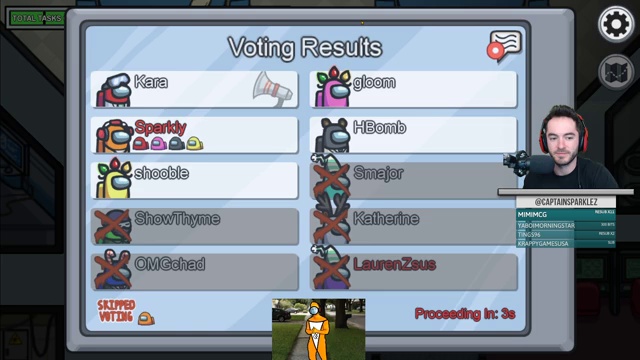 TOTAL TASKS
Voting Results
Kara
gloom
Sparkly
HBomb
shooble
Smajor
ShowThyme
Katherine
OMGchad
LaurenZsus
SKIPPED
VOTING
Proceeding in: 3s
@CAPTAINSPARKLEZ
MIMIMCG
YABOIMORNINGSTAR
TINGS96
KRAPPYGAMESUSA